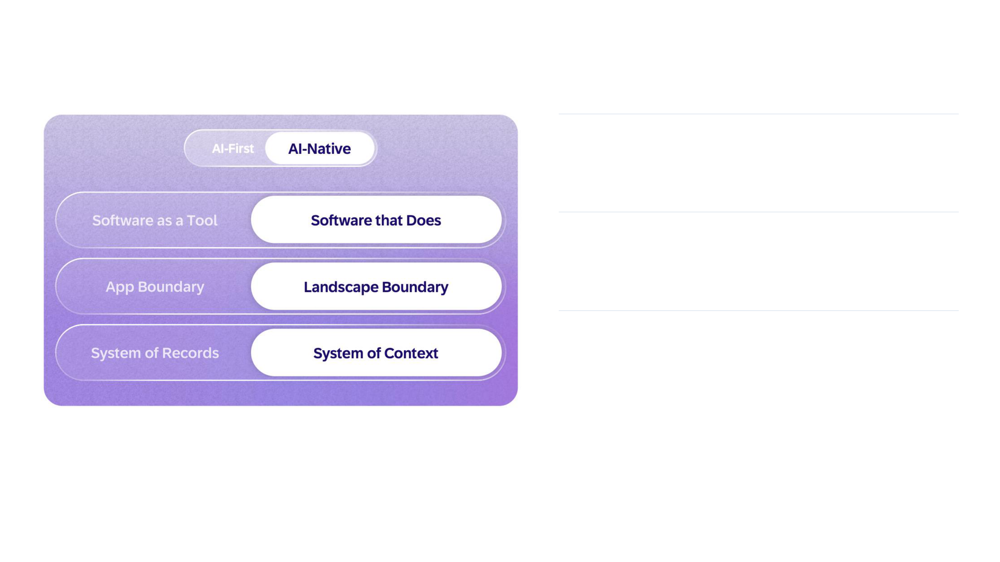 AI-First AI-Native
Software as a Tool Software that Does
App Boundary Landscape Boundary
System of Records System of Context